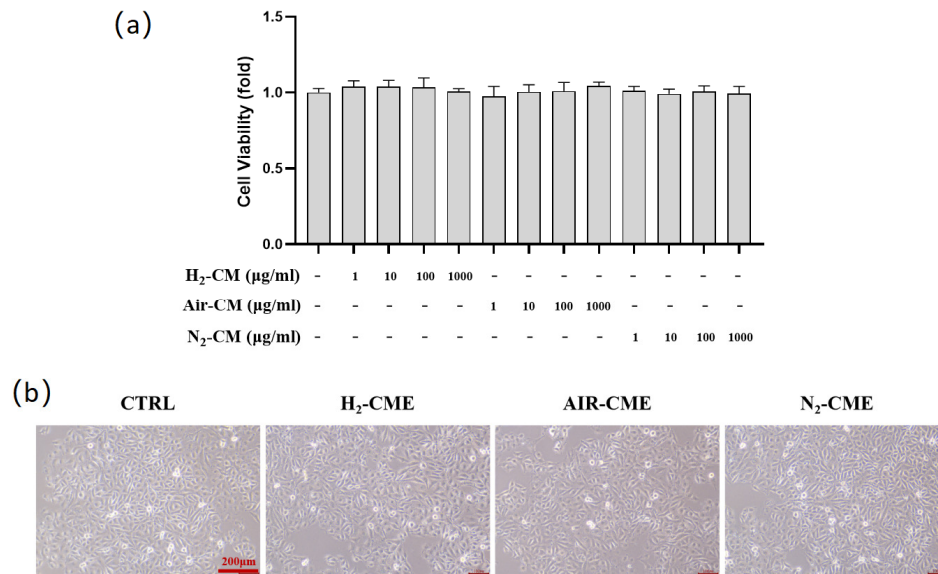 (a)
1.5
1.0
0.5
0.0
Cell Viability (fold)
H₂-CM (μg/ml) - 1 10 100 1000 - - - - - - - -
Air-CM (μg/ml) - - - - - 1 10 100 1000 - - - -
N₂-CM (μg/ml) - - - - - - - - - 1 10 100 1000
(b)
CTRL H₂-CME AIR-CME N₂-CME
200μm